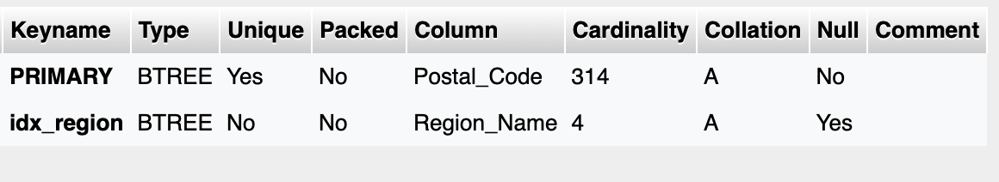 Keyname Type Unique Packed Column Cardinality Collation Null Comment
PRIMARY BTREE Yes No Postal_Code 314 A No
idx_region BTREE No No Region_Name 4 A Yes